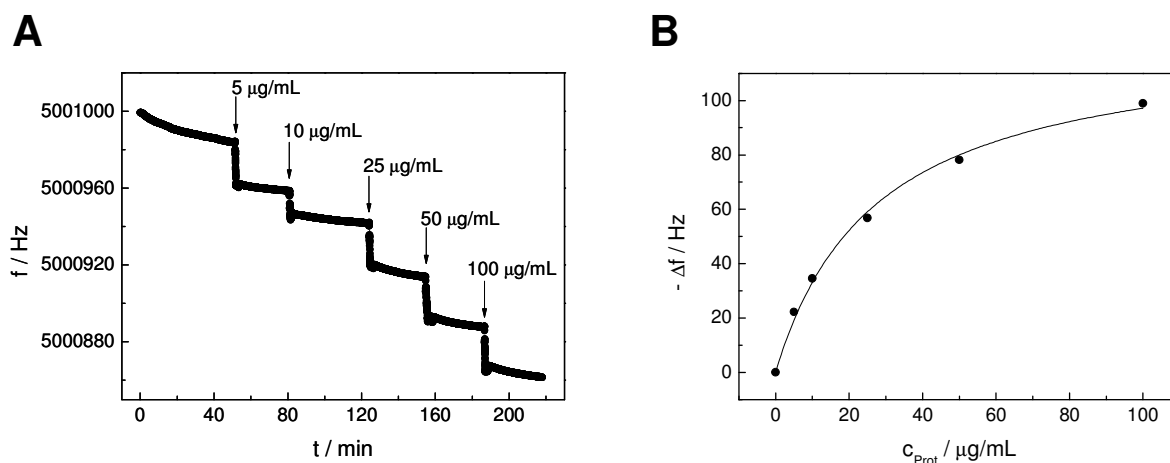 A
5 μg/mL
10 μg/mL
25 μg/mL
50 μg/mL
100 μg/mL
5001000
5000960
5000920
5000880
f / Hz
0 40 80 120 160 200
t / min
B
100
80
60
40
20
0
- Δf / Hz
0 20 40 60 80 100
c_Prot / μg/mL